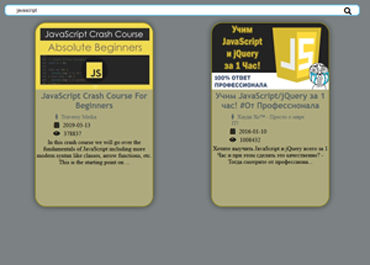 javascript
JavaScript Crash Course
Absolute Beginners
JS
JavaScript Crash Course For
Beginners
Traversy Media
2019-03-13
378837
In this crash course we will go over the
fundamentals of JavaScript including more
modern syntax like classes, arrow functions, etc.
This is the starting point on ...
Учим
JavaScript
и jQuery
за 1 Час!
JS
100% ОТВЕТ
ПРОФЕССИОНАЛА
Учим JavaScript/jQuery за 1
час! #От Профессионала
Хауди Хо™ - Просто о мире
IT!
2016-01-10
1008432
Хотите выучить JavaScript и jQuery всего за 1
Час и при этом сделать это качественно? -
Тогда смотрите от професионала...